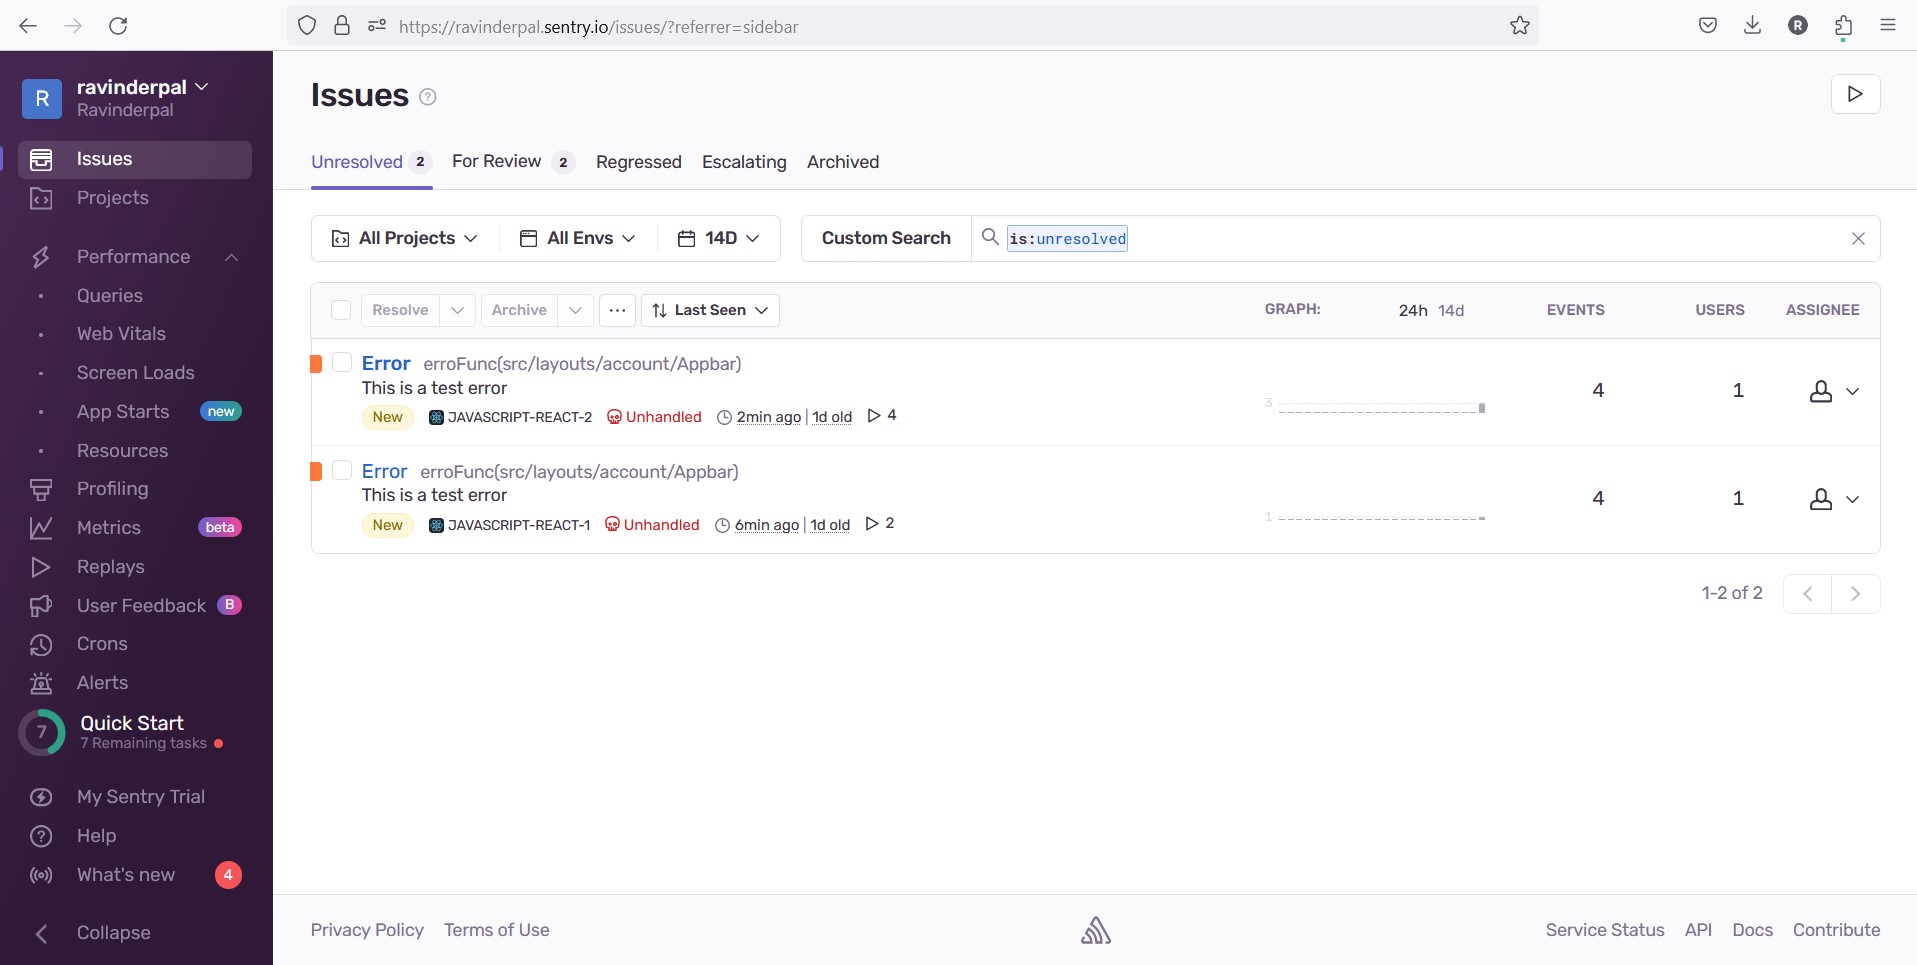 https://ravinderpal.sentry.io/issues/?referrer=sidebar
R
R
ravinderpal
Ravinderpal
Issues
Projects
Performance
Queries
Web Vitals
Screen Loads
App Starts new
Resources
Profiling
Metrics beta
Replays
User Feedback B
Crons
Alerts
7
Quick Start
7 Remaining tasks
My Sentry Trial
? Help
What's new 4
Collapse
Issues ?
Unresolved 2 For Review 2 Regressed Escalating Archived
All Projects All Envs 14D Custom Search is:unresolved
Resolve Archive ... Last Seen GRAPH: 24h 14d EVENTS USERS ASSIGNEE
Error erroFunc(src/layouts/account/Appbar)
This is a test error
New JAVASCRIPT-REACT-2 Unhandled 2min ago | 1d old 4
3
4 1
Error erroFunc(src/layouts/account/Appbar)
This is a test error
New JAVASCRIPT-REACT-1 Unhandled 6min ago | 1d old 2
1
4 1
1-2 of 2
Privacy Policy Terms of Use Service Status API Docs Contribute